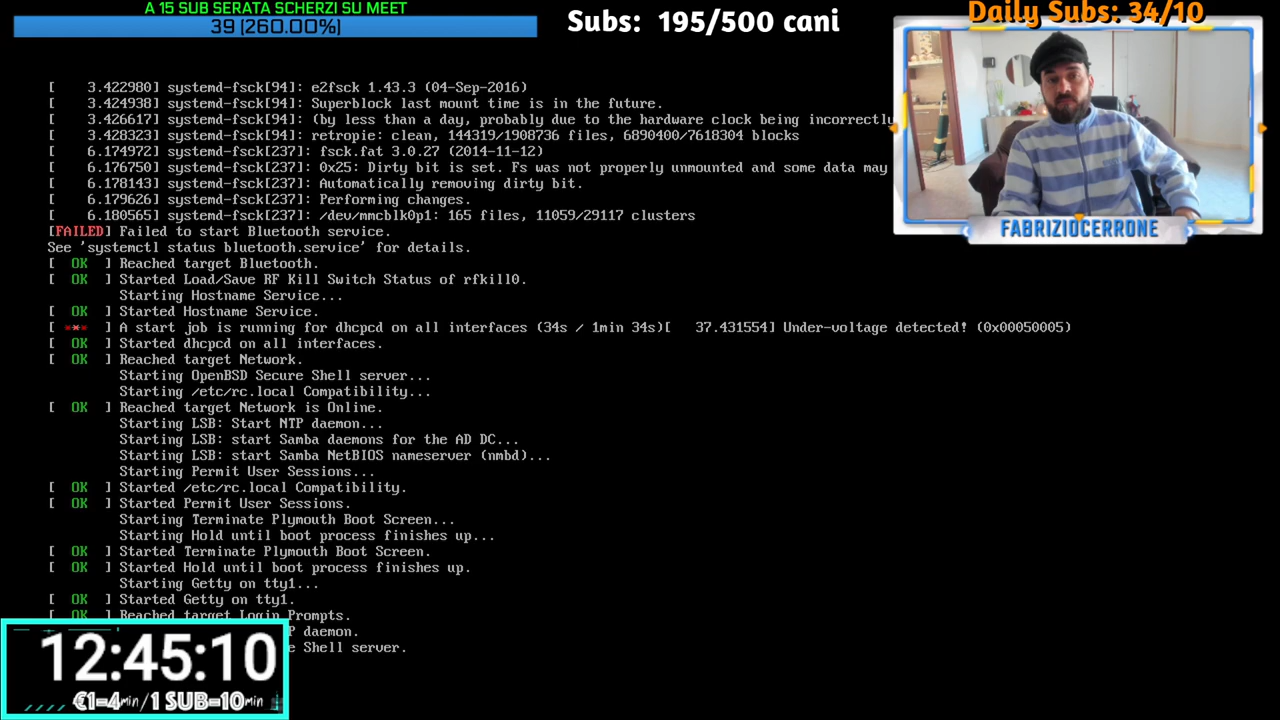 A 15 SUB SERATA SCHERZI SU MEET
39 (260.00%)
Subs: 195/500 cani
Daily Subs: 34/10
[ 3.422980] systemd-fsck[94]: e2fsck 1.43.3 (04-Sep-2016)
[ 3.424938] systemd-fsck[94]: Superblock last mount time is in the future.
[ 3.426617] systemd-fsck[94]: (by less than a day, probably due to the hardware clock being incorrectly
[ 3.428323] systemd-fsck[94]: retropie: clean, 144319/1908736 files, 6890400/7618304 blocks
[ 6.174972] systemd-fsck[237]: fsck.fat 3.0.27 (2014-11-12)
[ 6.176750] systemd-fsck[237]: 0x25: Dirty bit is set. Fs was not properly unmounted and some data may
[ 6.178143] systemd-fsck[237]: Automatically removing dirty bit.
[ 6.179626] systemd-fsck[237]: Performing changes.
[ 6.180565] systemd-fsck[237]: /dev/mmcblk0p1: 165 files, 11059/29117 clusters
[FAILED] Failed to start Bluetooth service.
See 'systemctl status bluetooth.service' for details.
[ OK ] Reached target Bluetooth.
[ OK ] Started Load/Save RF Kill Switch Status of rfkill0.
Starting Hostname Service...
[ OK ] Started Hostname Service.
[ *** ] A start job is running for dhcpcd on all interfaces (34s / 1min 34s)[ 37.431554] Under-voltage detected! (0x00050005)
[ OK ] Started dhcpcd on all interfaces.
[ OK ] Reached target Network.
Starting OpenBSD Secure Shell server...
Starting /etc/rc.local Compatibility...
[ OK ] Reached target Network is Online.
Starting LSB: Start NTP daemon...
Starting LSB: start Samba daemons for the AD DC...
Starting LSB: start Samba NetBIOS nameserver (nmbd)...
Starting Permit User Sessions...
[ OK ] Started /etc/rc.local Compatibility.
[ OK ] Started Permit User Sessions.
Starting Terminate Plymouth Boot Screen...
Starting Hold until boot process finishes up...
[ OK ] Started Terminate Plymouth Boot Screen.
[ OK ] Started Hold until boot process finishes up.
Starting Getty on tty1...
[ OK ] Started Getty on tty1.
[ OK ] Reached target Login Prompts.
P daemon.
e Shell server.
FABRIZIOCERRONE
12:45:10
€1=4min/1 SUB=10min